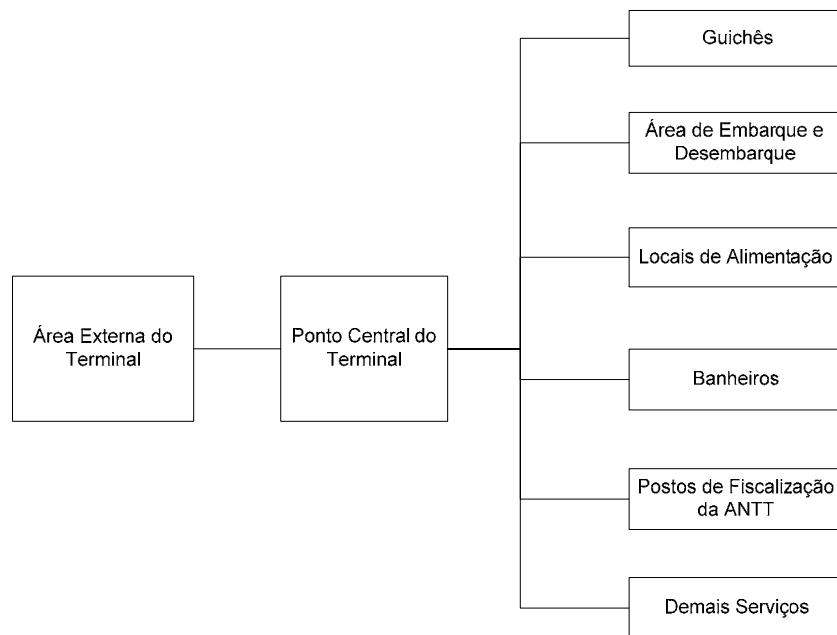 Área Externa do
Terminal
Ponto Central do
Terminal
Guichês
Área de Embarque e
Desembarque
Locais de Alimentação
Banheiros
Postos de Fiscalização
da ANTT
Demais Serviços